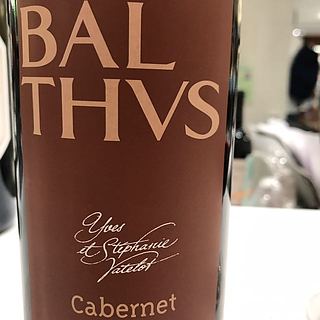 BAL
THVS
Yves
et Stéphanie
Vatelot
Cabernet